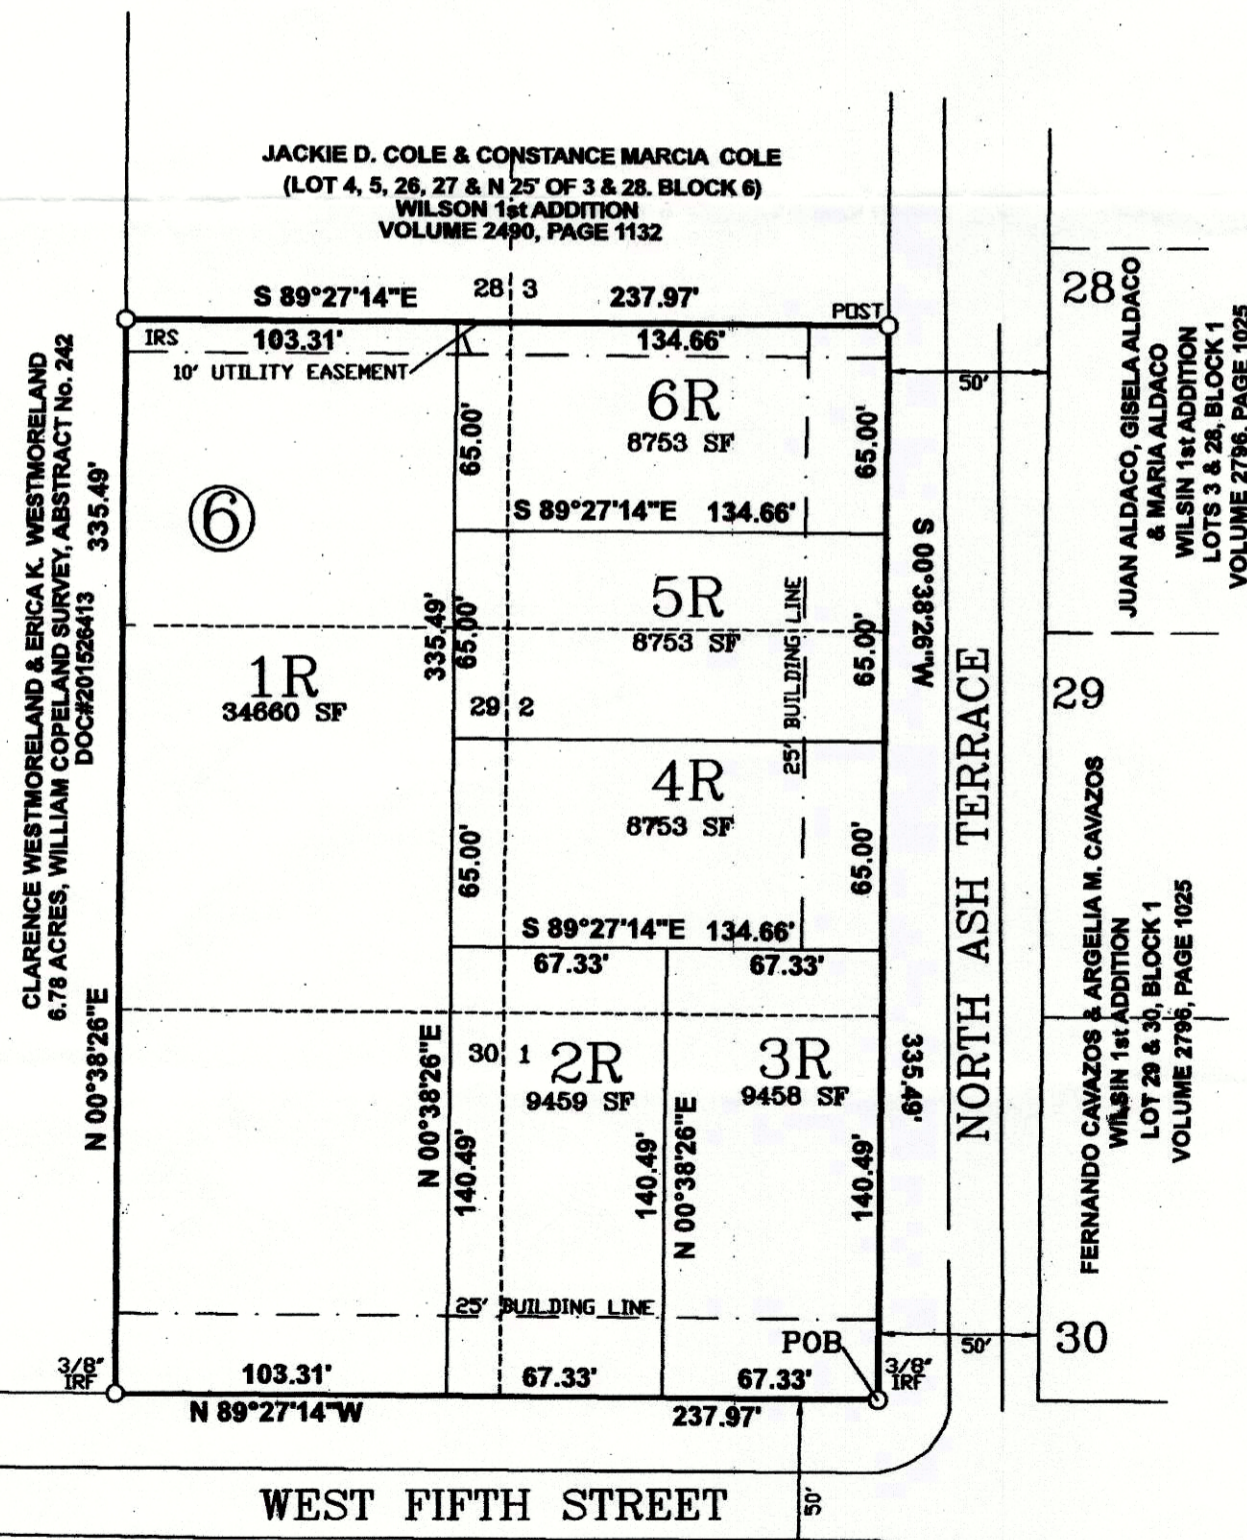 JACKIE D. COLE & CONSTANCE MARCIA COLE
(LOT 4, 5, 26, 27 & N 25' OF 3 & 28. BLOCK 6)
WILSON 1st ADDITION
VOLUME 2490, PAGE 1132
S 89°27'14"E
28
3
237.97'
POST
IRS
103.31'
134.66'
10' UTILITY EASEMENT
50'
28
JUAN ALDACO, GISELA ALDACO
& MARIA ALDACO
WILSIN 1st ADDITION
LOTS 3 & 28, BLOCK 1
VOLUME 2796, PAGE 1025
CLARENCE WESTMORELAND & ERICA K. WESTMORELAND
6.78 ACRES, WILLIAM COPELAND SURVEY, ABSTRACT No. 242
DOC#201526413
335.49'
N 00°38'26"E
6
65.00'
6R
8753 SF
65.00'
S 89°27'14"E 134.66'
S 00°38'26"W
335.49'
65.00'
5R
8753 SF
25' BUILDING LINE
65.00'
1R
34660 SF
29
2
29
NORTH ASH TERRACE
65.00'
4R
8753 SF
65.00'
S 89°27'14"E 134.66'
67.33'
67.33'
FERNANDO CAVAZOS & ARGELIA M. CAVAZOS
WILSIN 1st ADDITION
LOT 29 & 30, BLOCK 1
VOLUME 2796, PAGE 1025
N 00°38'26"E
30
1
2R
9459 SF
3R
9458 SF
335.49'
140.49'
140.49'
N 00°38'26"E
140.49'
25' BUILDING LINE
POB
50'
30
3/8"
IRF
103.31'
67.33'
67.33'
3/8"
IRF
N 89°27'14"W
237.97'
WEST FIFTH STREET
50'